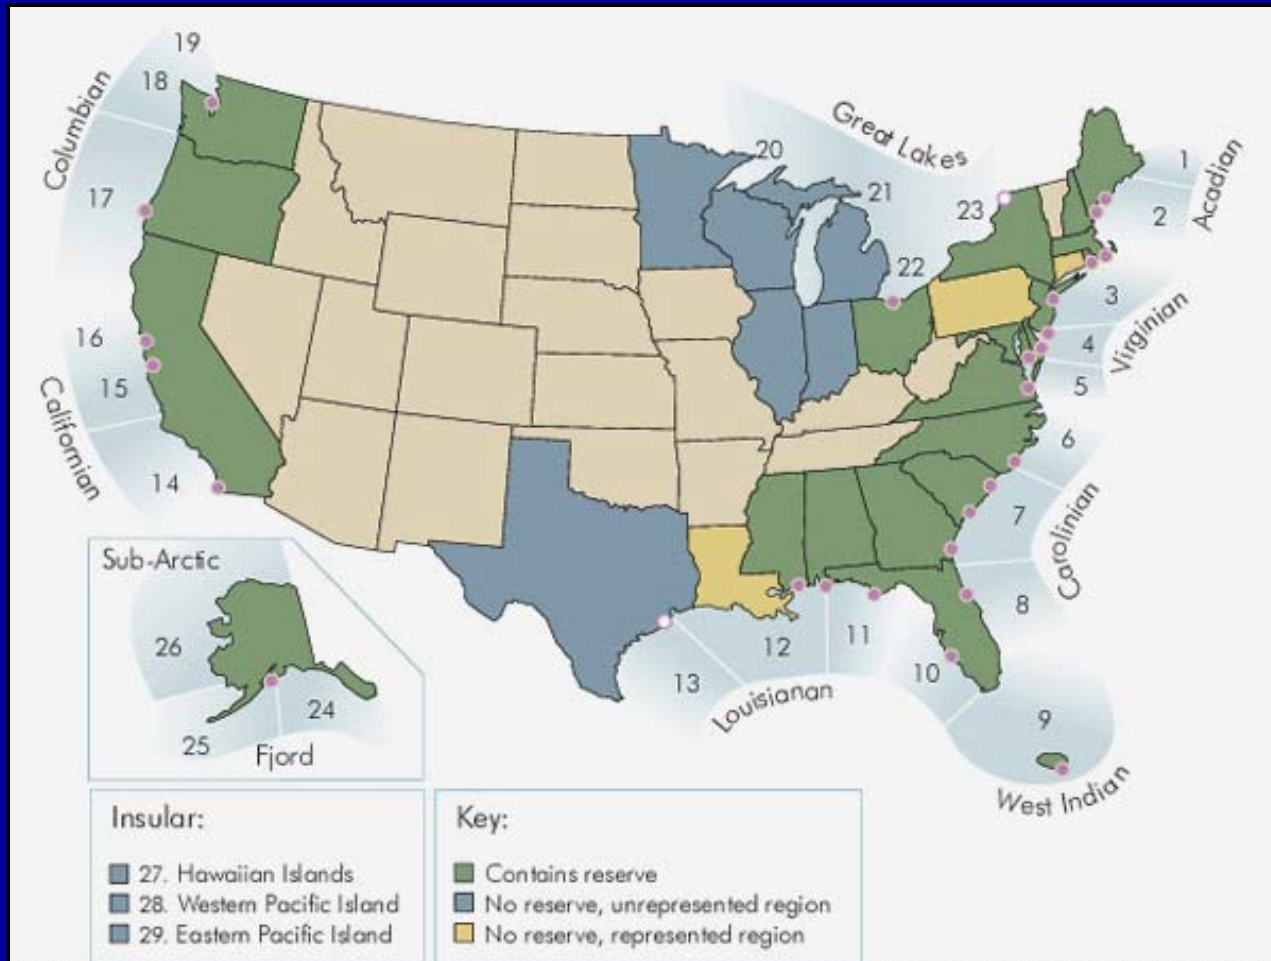 19
18
Columbian
17
16
15
Californian
14
Great Lakes
20
21
22
23
1
2
Acadian
3
4
5
Virginian
6
7
Carolinian
8
9
West Indian
10
11
12
13
Louisianan
Sub-Arctic
26
24
25
Fjord
Insular:
27. Hawaiian Islands
28. Western Pacific Island
29. Eastern Pacific Island
Key:
Contains reserve
No reserve, unrepresented region
No reserve, represented region